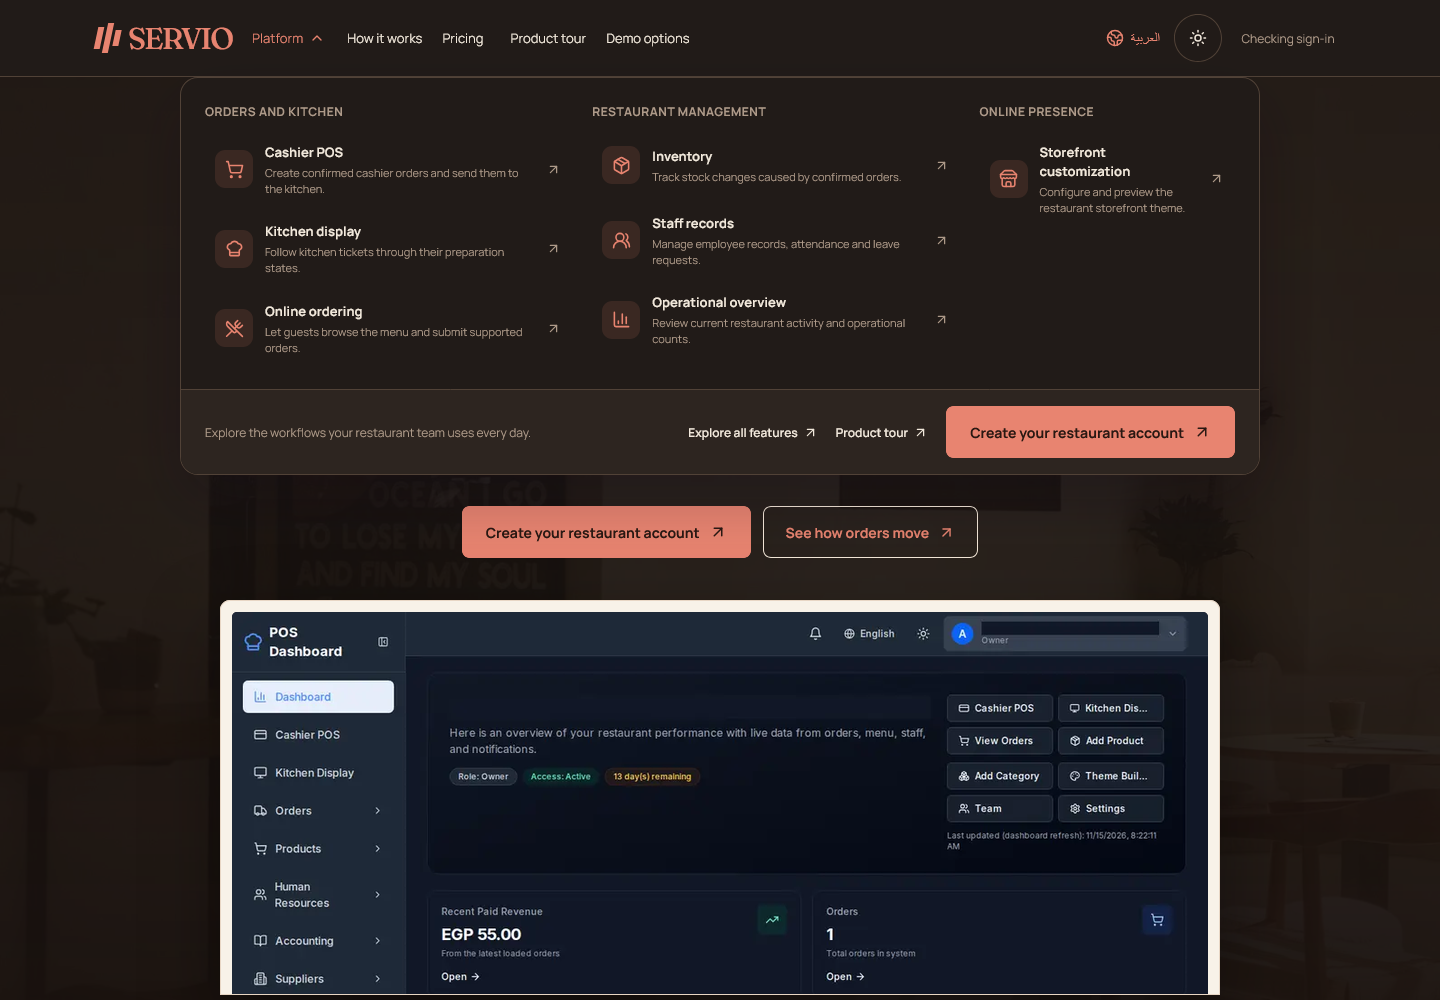 SERVIO
Platform
How it works
Pricing
Product tour
Demo options
العربية
Checking sign-in
ORDERS AND KITCHEN
Cashier POS
Create confirmed cashier orders and send them to
the kitchen.
Kitchen display
Follow kitchen tickets through their preparation
states.
Online ordering
Let guests browse the menu and submit supported
orders.
RESTAURANT MANAGEMENT
Inventory
Track stock changes caused by confirmed orders.
Staff records
Manage employee records, attendance and leave
requests.
Operational overview
Review current restaurant activity and operational
counts.
ONLINE PRESENCE
Storefront
customization
Configure and preview the
restaurant storefront theme.
Explore the workflows your restaurant team uses every day.
Explore all features
Product tour
Create your restaurant account
GO
TO LOSE MY
AND FIND MY SOUL
Create your restaurant account
See how orders move
POS
Dashboard
English
A
Owner
Dashboard
Cashier POS
Kitchen Display
Orders
Products
Human
Resources
Accounting
Suppliers
Here is an overview of your restaurant performance with live data from orders, menu, staff,
and notifications.
Role: Owner
Access: Active
13 day(s) remaining
Cashier POS
Kitchen Dis...
View Orders
Add Product
Add Category
Theme Buil...
Team
Settings
Last updated (dashboard refresh): 11/15/2026, 8:22:11
AM
Recent Paid Revenue
EGP 55.00
From the latest loaded orders
Open →
Orders
1
Total orders in system
Open →